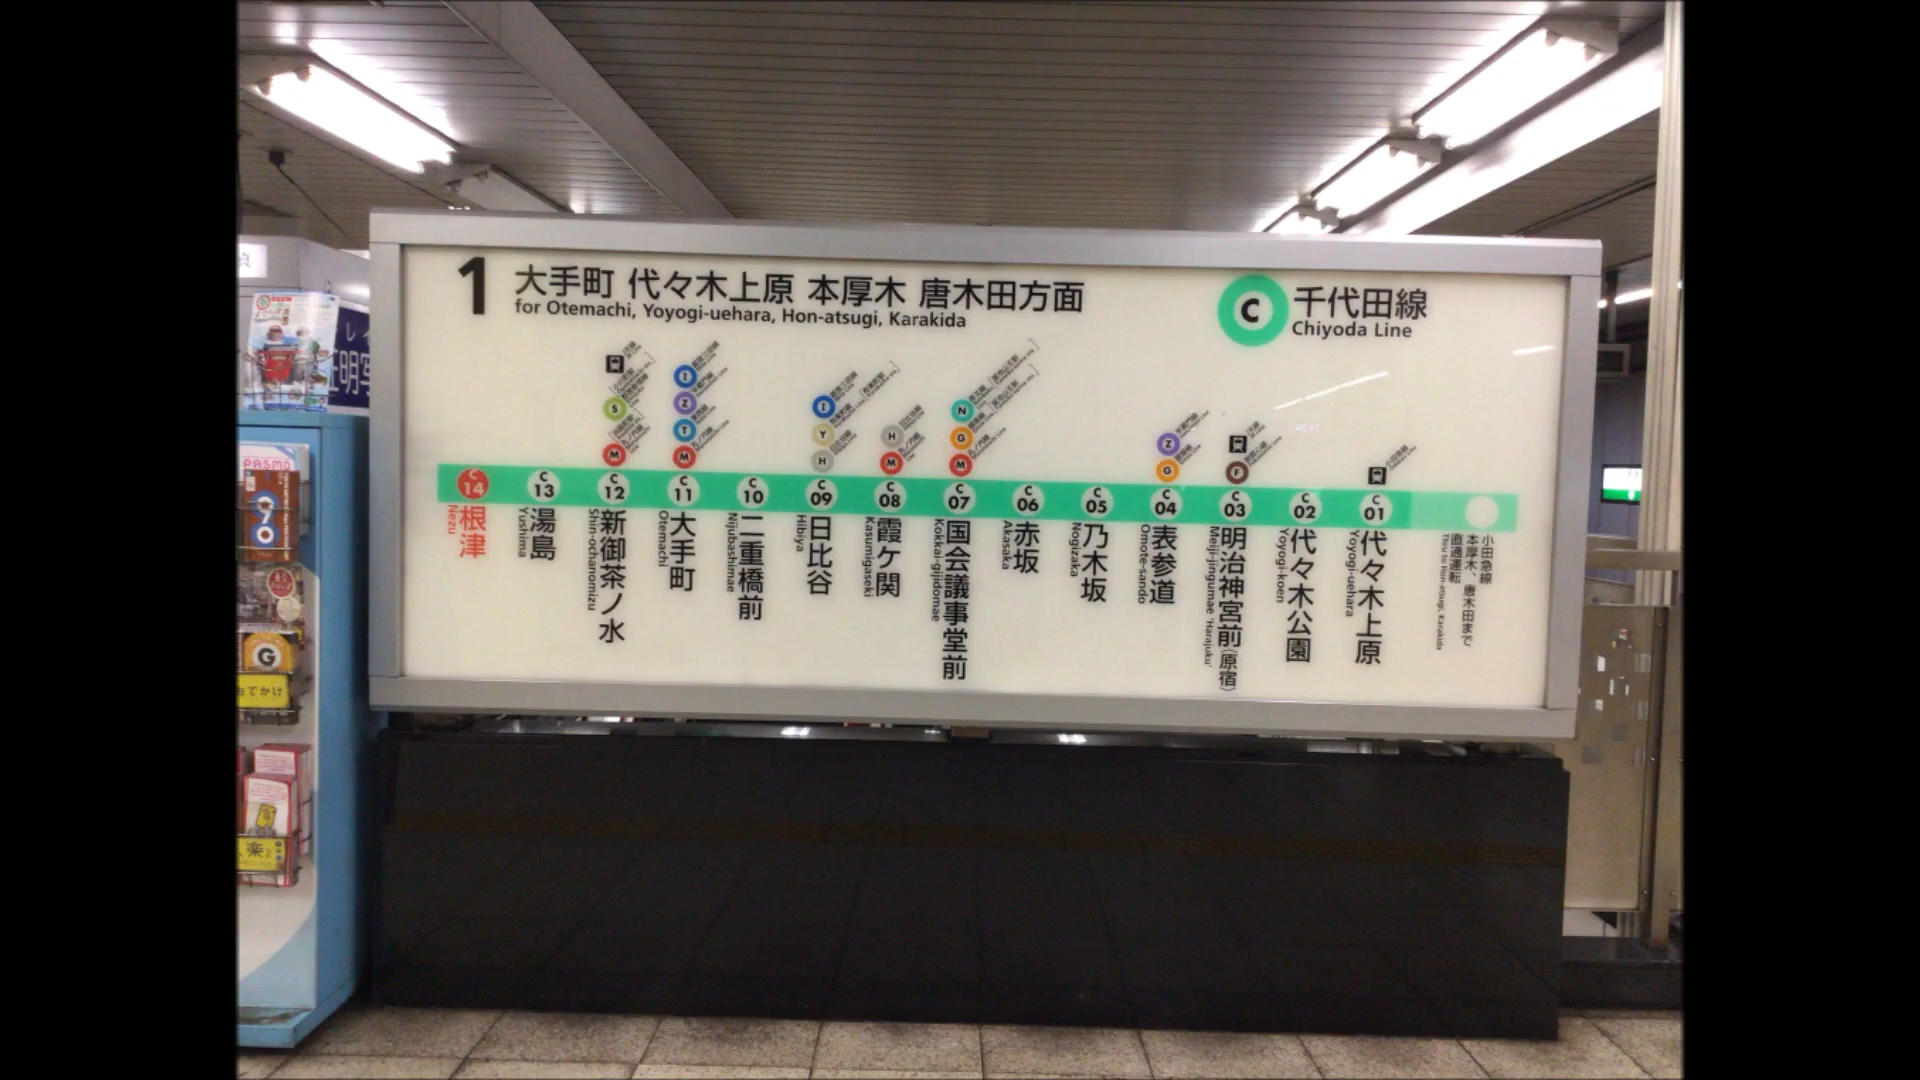 1
大手町 代々木上原 本厚木 唐木田方面
for Otemachi, Yoyogi-uehara, Hon-atsugi, Karakida
C
千代田線
Chiyoda Line
S
M
I
Z
T
M
I
Y
H
H
M
N
G
M
Z
G
F
C 14
根津
Nezu
C 13
湯島
Yushima
C 12
新御茶ノ水
Shin-ochanomizu
C 11
大手町
Otemachi
C 10
二重橋前
Nijubashimae
C 09
日比谷
Hibiya
C 08
霞ケ関
Kasumigaseki
C 07
国会議事堂前
Kokkai-gijidomae
C 06
赤坂
Akasaka
C 05
乃木坂
Nogizaka
C 04
表参道
Omote-sando
C 03
明治神宮前(原宿)
Meiji-jingumae 'Harajuku'
C 02
代々木公園
Yoyogi-koen
C 01
代々木上原
Yoyogi-uehara
小田急線
本厚木、唐木田まで
直通運転
Thru to Hon-atsugi, Karakida
PASMO
G
おでかけ
楽